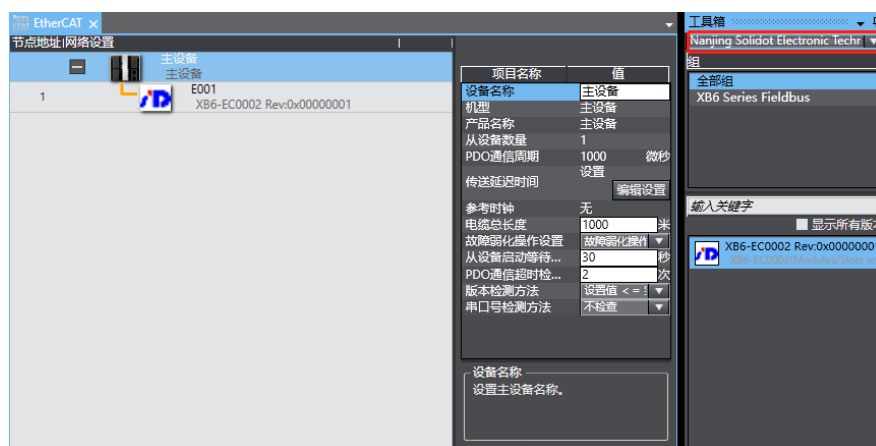 EtherCAT ×
节点地址|网络设置
主设备
主设备
1
E001
XB6-EC0002 Rev:0x00000001
项目名称 值
设备名称 主设备
机型 主设备
产品名称 主设备
从设备数量 1
PDO通信周期 1000 微秒
传送延迟时间 设置
编辑设置
参考时钟 无
电缆总长度 1000 米
故障弱化操作设置 故障弱化操作
从设备启动等待... 30 秒
PDO通信超时检... 2 次
版本检测方法 设置值 <=
串口号检测方法 不检查
设备名称
设置主设备名称。
工具箱
Nanjing Solidot Electronic Techr
组
全部组
XB6 Series Fieldbus
输入关键字
显示所有版本
XB6-EC0002 Rev:0x0000000
XB6-EC0002(Modules/Slots